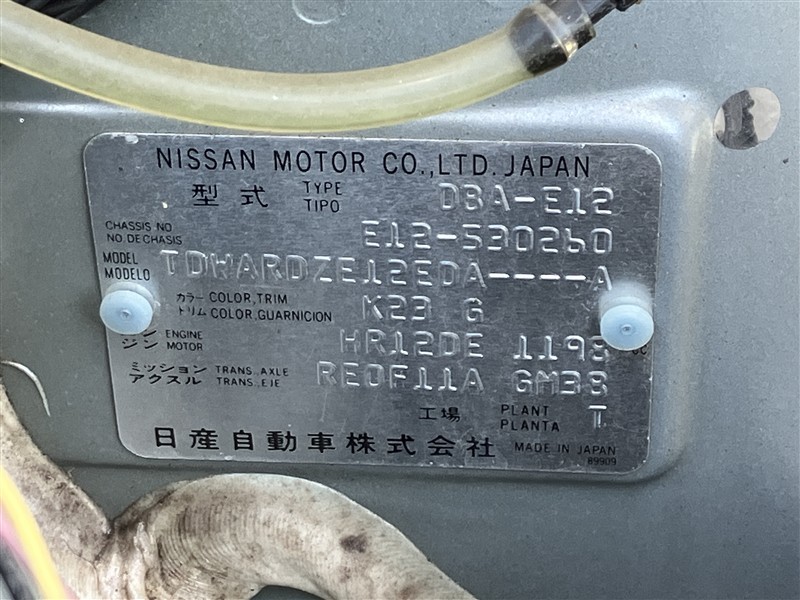 NISSAN MOTOR CO.,LTD. JAPAN
型式 TYPE TIPO DBA-E12
CHASSIS NO NO. DE CHASIS E12-530260
MODEL MODELO TDWARDZE12EDA----A
カラー COLOR, TRIM トリム COLOR, GUARNICION K23 G
ジン ENGINE MOTOR HR12DE 1198
ミッション TRANS., AXLE アクスル TRANS., EJE RE0F11A GM38
工場 PLANT PLANTA T
日産自動車株式会社 MADE IN JAPAN
89909